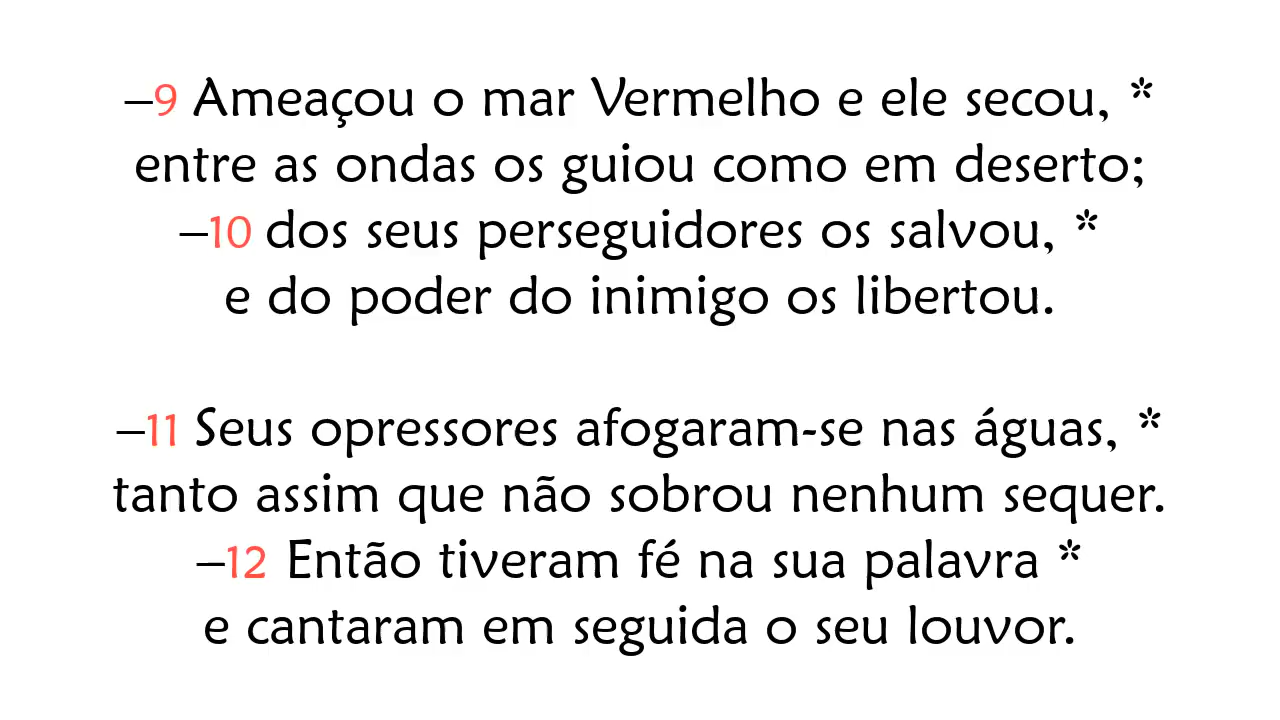 –9 Ameaçou o mar Vermelho e ele secou, *
entre as ondas os guiou como em deserto;
–10 dos seus perseguidores os salvou, *
e do poder do inimigo os libertou.
–11 Seus opressores afogaram-se nas águas, *
tanto assim que não sobrou nenhum sequer.
–12 Então tiveram fé na sua palavra *
e cantaram em seguida o seu louvor.